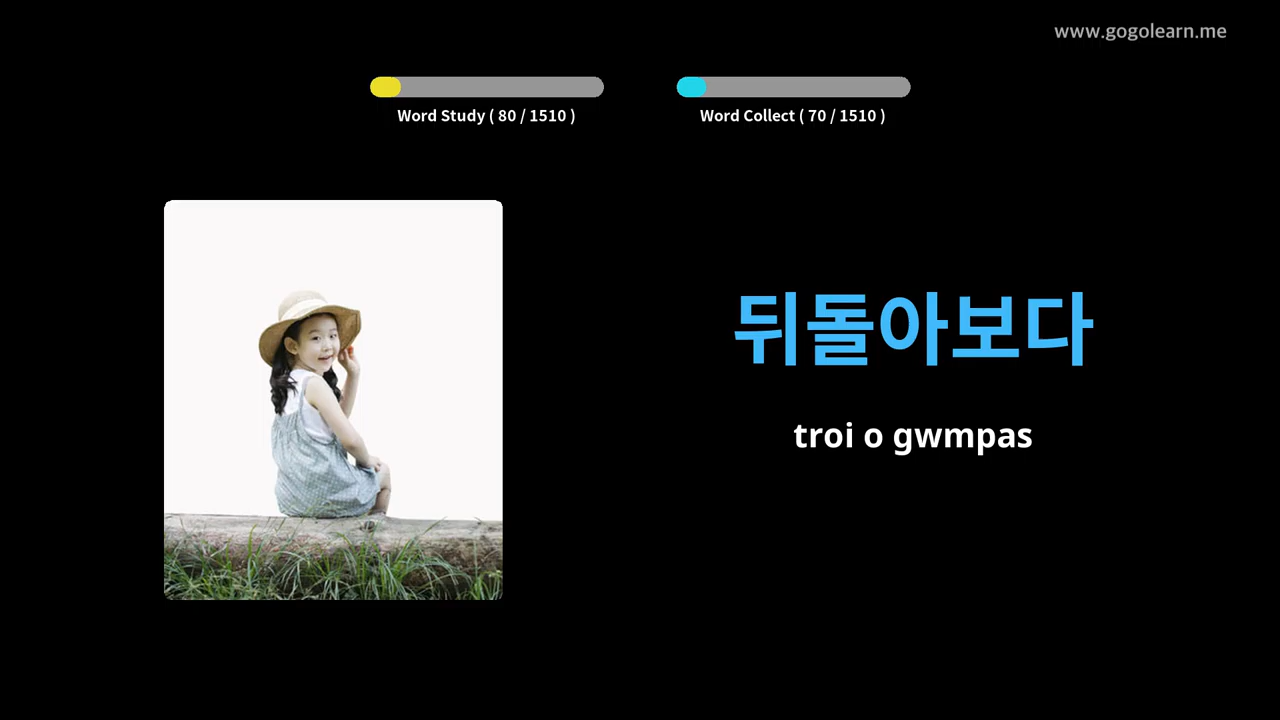 www.gogolearn.me
Word Study ( 80 / 1510 )
Word Collect ( 70 / 1510 )
뒤돌아보다
troi o gwmpas